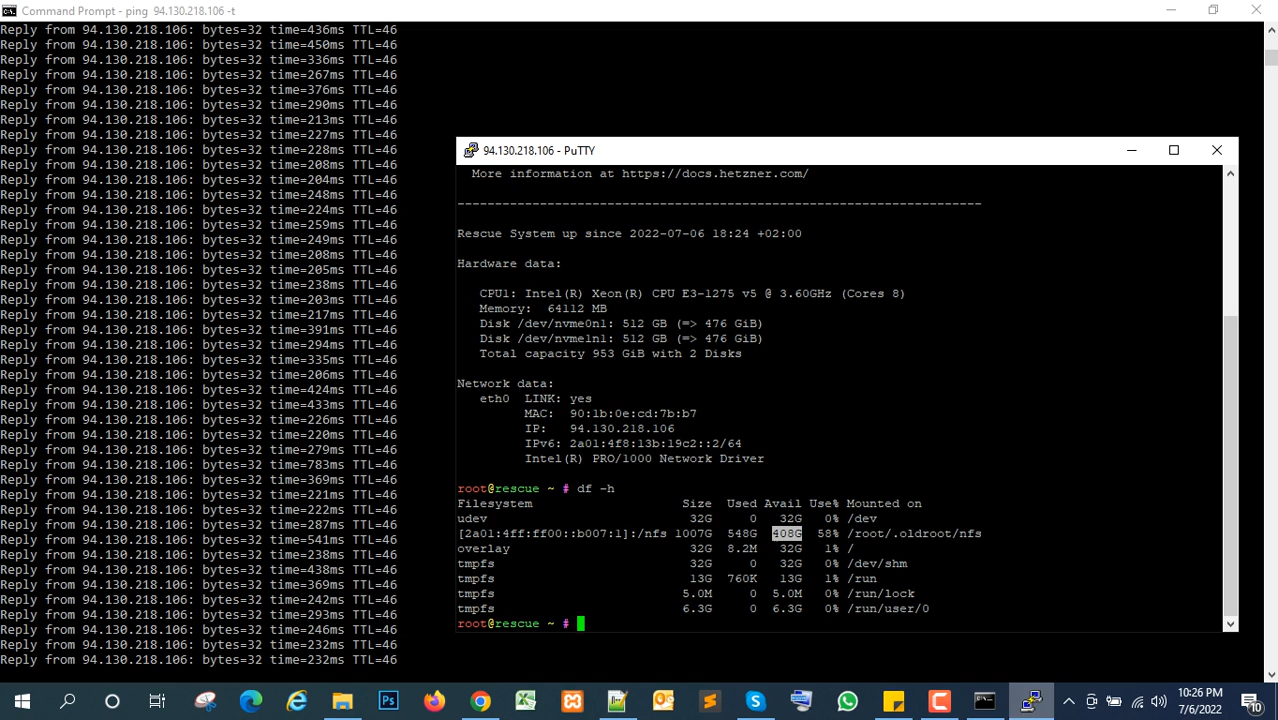 Command Prompt - ping  94.130.218.106 -t
Reply from 94.130.218.106: bytes=32 time=436ms TTL=46
Reply from 94.130.218.106: bytes=32 time=450ms TTL=46
Reply from 94.130.218.106: bytes=32 time=336ms TTL=46
Reply from 94.130.218.106: bytes=32 time=267ms TTL=46
Reply from 94.130.218.106: bytes=32 time=376ms TTL=46
Reply from 94.130.218.106: bytes=32 time=290ms TTL=46
Reply from 94.130.218.106: bytes=32 time=213ms TTL=46
Reply from 94.130.218.106: bytes=32 time=227ms TTL=46
Reply from 94.130.218.106: bytes=32 time=228ms TTL=46
Reply from 94.130.218.106: bytes=32 time=208ms TTL=46
Reply from 94.130.218.106: bytes=32 time=204ms TTL=46
Reply from 94.130.218.106: bytes=32 time=248ms TTL=46
Reply from 94.130.218.106: bytes=32 time=224ms TTL=46
Reply from 94.130.218.106: bytes=32 time=259ms TTL=46
Reply from 94.130.218.106: bytes=32 time=249ms TTL=46
Reply from 94.130.218.106: bytes=32 time=208ms TTL=46
Reply from 94.130.218.106: bytes=32 time=205ms TTL=46
Reply from 94.130.218.106: bytes=32 time=238ms TTL=46
Reply from 94.130.218.106: bytes=32 time=203ms TTL=46
Reply from 94.130.218.106: bytes=32 time=217ms TTL=46
Reply from 94.130.218.106: bytes=32 time=391ms TTL=46
Reply from 94.130.218.106: bytes=32 time=294ms TTL=46
Reply from 94.130.218.106: bytes=32 time=335ms TTL=46
Reply from 94.130.218.106: bytes=32 time=206ms TTL=46
Reply from 94.130.218.106: bytes=32 time=424ms TTL=46
Reply from 94.130.218.106: bytes=32 time=433ms TTL=46
Reply from 94.130.218.106: bytes=32 time=226ms TTL=46
Reply from 94.130.218.106: bytes=32 time=220ms TTL=46
Reply from 94.130.218.106: bytes=32 time=279ms TTL=46
Reply from 94.130.218.106: bytes=32 time=783ms TTL=46
Reply from 94.130.218.106: bytes=32 time=369ms TTL=46
Reply from 94.130.218.106: bytes=32 time=221ms TTL=46
Reply from 94.130.218.106: bytes=32 time=222ms TTL=46
Reply from 94.130.218.106: bytes=32 time=287ms TTL=46
Reply from 94.130.218.106: bytes=32 time=541ms TTL=46
Reply from 94.130.218.106: bytes=32 time=238ms TTL=46
Reply from 94.130.218.106: bytes=32 time=369ms TTL=46
Reply from 94.130.218.106: bytes=32 time=242ms TTL=46
Reply from 94.130.218.106: bytes=32 time=293ms TTL=46
Reply from 94.130.218.106: bytes=32 time=246ms TTL=46
Reply from 94.130.218.106: bytes=32 time=232ms TTL=46
Reply from 94.130.218.106: bytes=32 time=232ms TTL=46
94.130.218.106 - PuTTY
More information at https://docs.hetzner.com/
----------------------------------------------------------------------
Rescue System up since 2022-07-06 18:24 +02:00
Hardware data:
CPU1: Intel(R) Xeon(R) CPU E3-1275 v5 @ 3.60GHz (Cores 8)
Memory:  64112 MB
Disk /dev/nvme0n1: 512 GB (=> 476 GiB)
Disk /dev/nvme1n1: 512 GB (=> 476 GiB)
Total capacity 953 GiB with 2 Disks
Network data:
eth0  LINK: yes
MAC:  90:1b:0e:cd:7b:b7
IP:   94.130.218.106
IPv6: 2a01:4f8:13b:19c2::2/64
Intel(R) PRO/1000 Network Driver
root@rescue ~ # df -h
Filesystem                    Size  Used Avail Use% Mounted on
udev                           32G     0   32G   0% /dev
[2a01:4ff:ff00::b007:1]:/nfs 1007G  548G  408G  58% /root/.oldroot/nfs
overlay                        32G  8.2M   32G   1% /
tmpfs                          32G     0   32G   0% /dev/shm
tmpfs                          13G  760K   13G   1% /run
tmpfs                         5.0M     0  5.0M   0% /run/lock
tmpfs                         6.3G     0  6.3G   0% /run/user/0
root@rescue ~ #
Ps
10:26 PM
7/6/2022
10